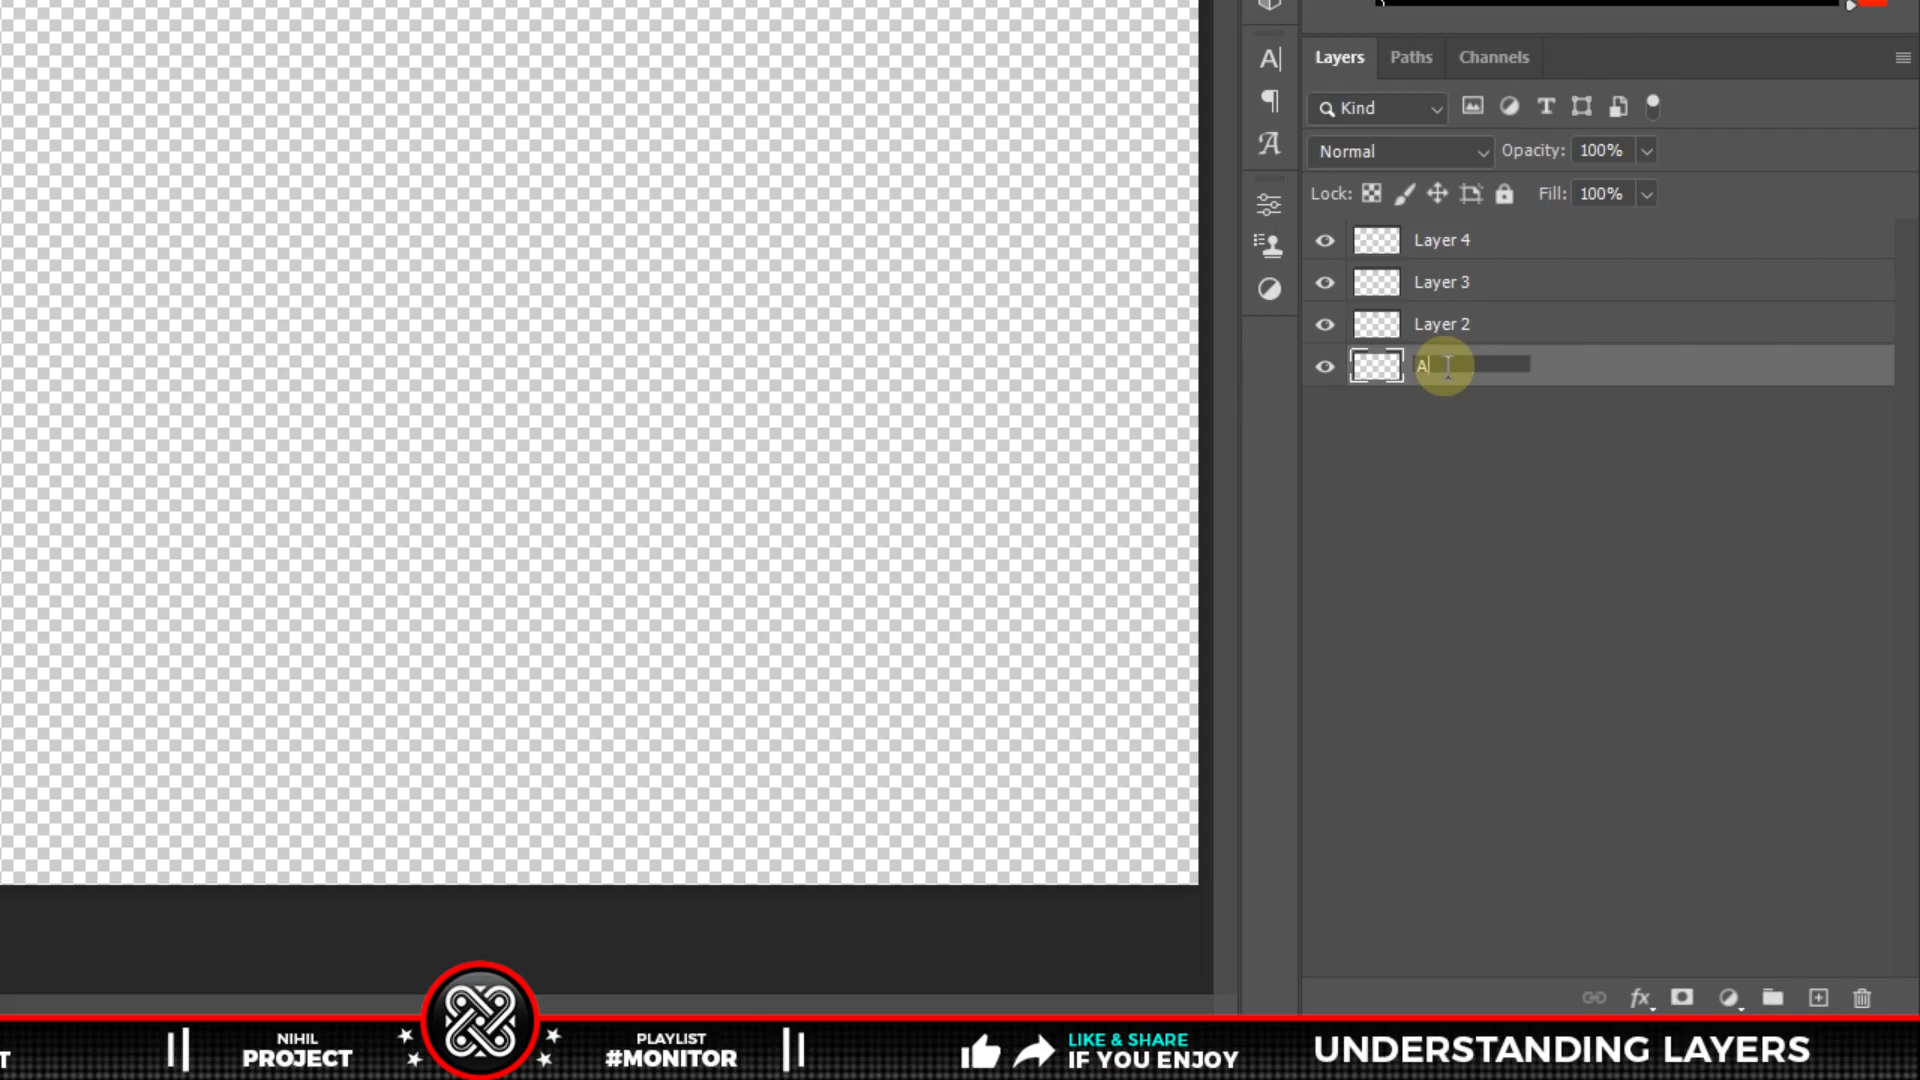 Layers Paths Channels
Kind
Normal Opacity: 100%
Lock: Fill: 100%
Layer 4
Layer 3
Layer 2
A
T
NIHIL
PROJECT
PLAYLIST
#MONITOR
LIKE & SHARE
IF YOU ENJOY
UNDERSTANDING LAYERS